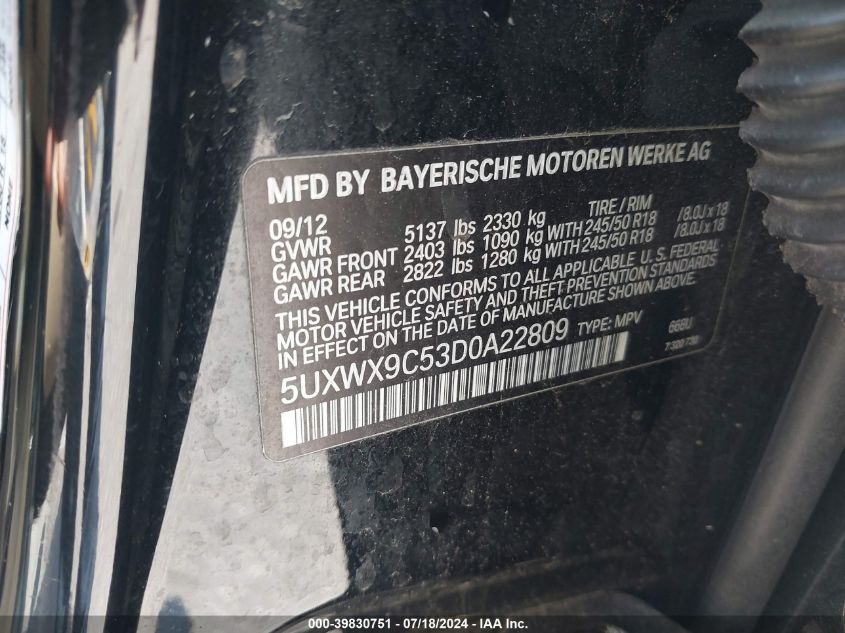 MFD BY BAYERISCHE MOTOREN WERKE AG
09/12 TIRE / RIM
GVWR 5137 lbs 2330 kg
GAWR FRONT 2403 lbs 1090 kg WITH 245/50 R18 / 8.0J x 18
GAWR REAR 2822 lbs 1280 kg WITH 245/50 R18 / 8.0J x 18
THIS VEHICLE CONFORMS TO ALL APPLICABLE U. S. FEDERAL
MOTOR VEHICLE SAFETY AND THEFT PREVENTION STANDARDS
IN EFFECT ON THE DATE OF MANUFACTURE SHOWN ABOVE.
5UXWX9C53D0A22809 TYPE: MPV 668U
7320730
000-39830751 / 07/18/2024 - IAA Inc.